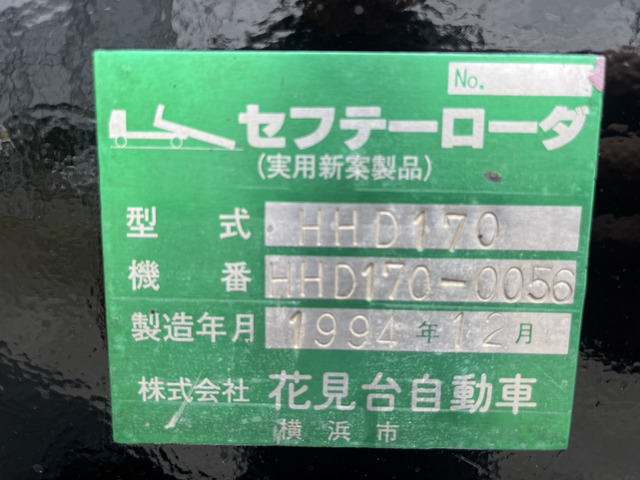 No.
セフテーローダ
(実用新案製品)
型 式 HHD170
機 番 HHD170-0056
製造年月 1994年12月
株式会社 花見台自動車
横浜市